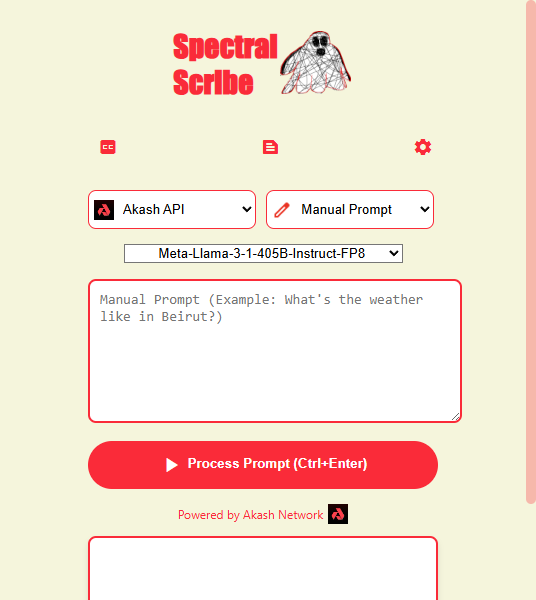 Spectral
Scribe
CC
Akash API
Manual Prompt
Meta-Llama-3-1-405B-Instruct-FP8
Manual Prompt (Example: What's the weather
like in Beirut?)
Process Prompt (Ctrl+Enter)
Powered by Akash Network